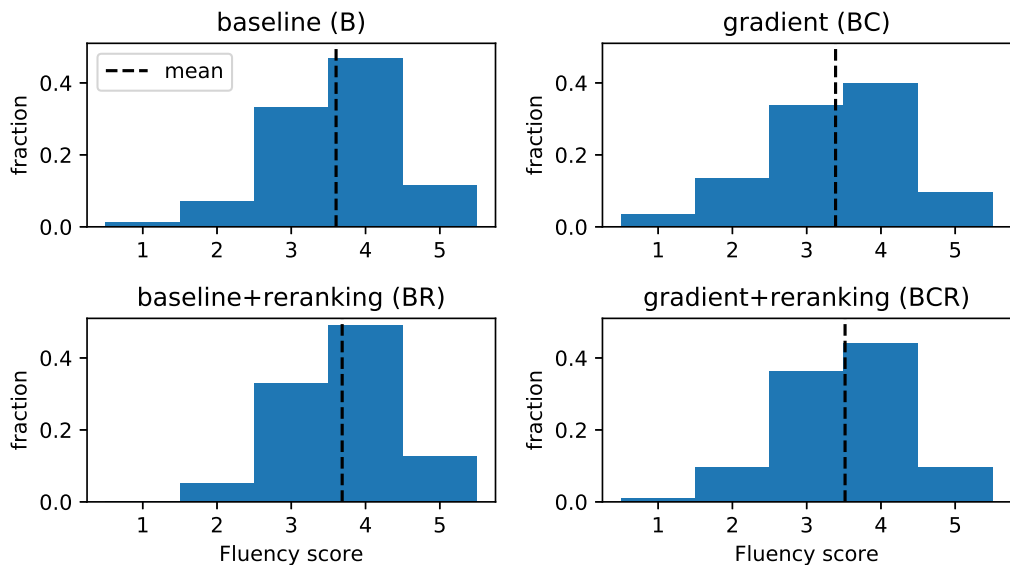 baseline (B)
mean
fraction
0.4
0.2
0.0
1 2 3 4 5
gradient (BC)
fraction
0.4
0.2
0.0
1 2 3 4 5
baseline+reranking (BR)
fraction
0.4
0.2
0.0
1 2 3 4 5
Fluency score
gradient+reranking (BCR)
fraction
0.4
0.2
0.0
1 2 3 4 5
Fluency score